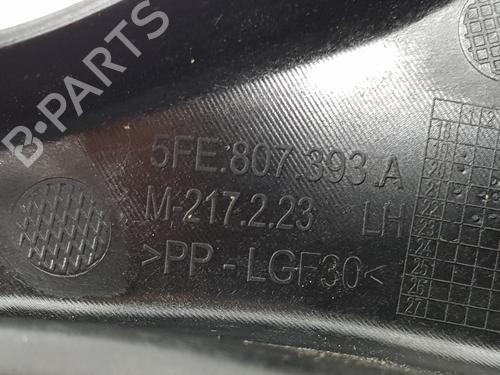 B-PARTS
5FE.807.393.A
M-217.2.23 LH
>PP-LGF30<